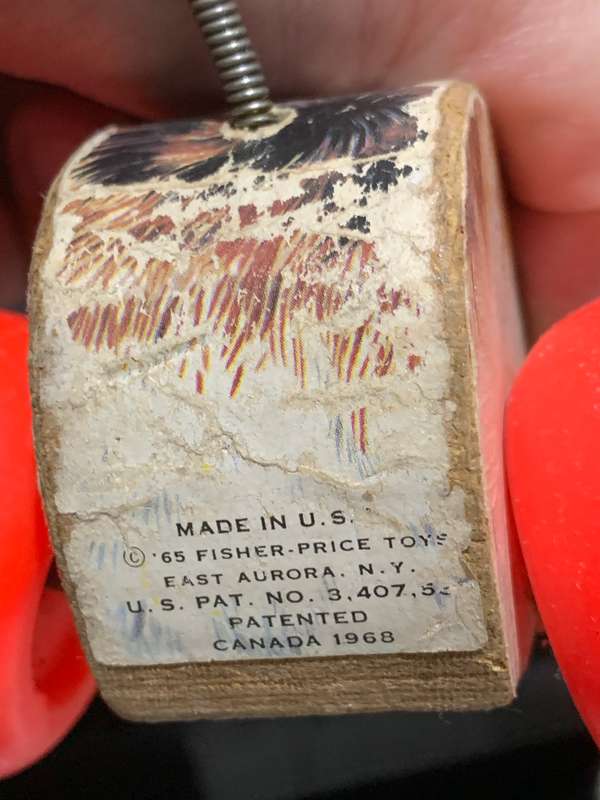 MADE IN U.S.
© '65 FISHER-PRICE TOYS
EAST AURORA, N.Y.
U.S. PAT. NO.
PATENTED
CANADA 1968